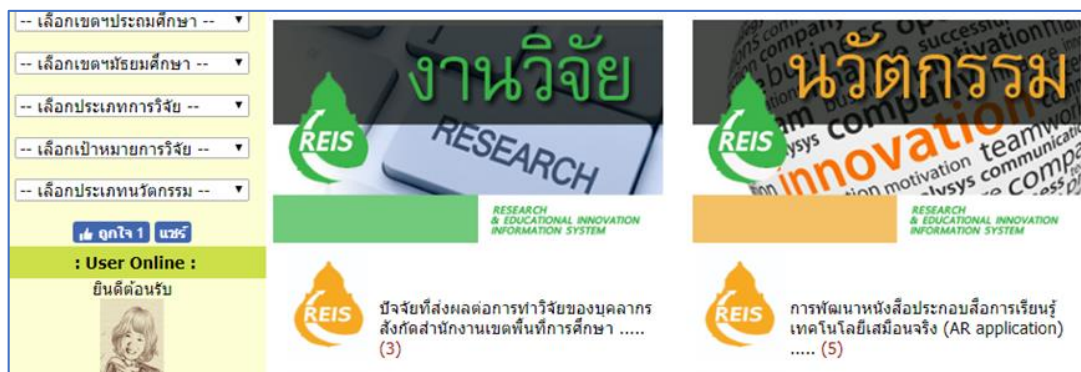 -- เลือกเขตฯประถมศึกษา --
-- เลือกเขตฯมัธยมศึกษา --
-- เลือกประเภทการวิจัย --
-- เลือกเป้าหมายการวิจัย --
-- เลือกประเภทนวัตกรรม --
ถูกใจ 1 แชร์
: User Online :
ยินดีต้อนรับ
งานวิจัย
REIS
RESEARCH
RESEARCH
& EDUCATIONAL INNOVATION
INFORMATION SYSTEM
REIS
ปัจจัยที่ส่งผลต่อการทำวิจัยของบุคลากร
สังกัดสำนักงานเขตพื้นที่การศึกษา .....
(3)
นวัตกรรม
REIS
company
success
motivation
business
company
innovation
teamwork
motivation
communication
RESEARCH
& EDUCATIONAL INNOVATION
INFORMATION SYSTEM
REIS
การพัฒนาหนังสือประกอบสื่อการเรียนรู้
เทคโนโลยีเสมือนจริง (AR application)
..... (5)